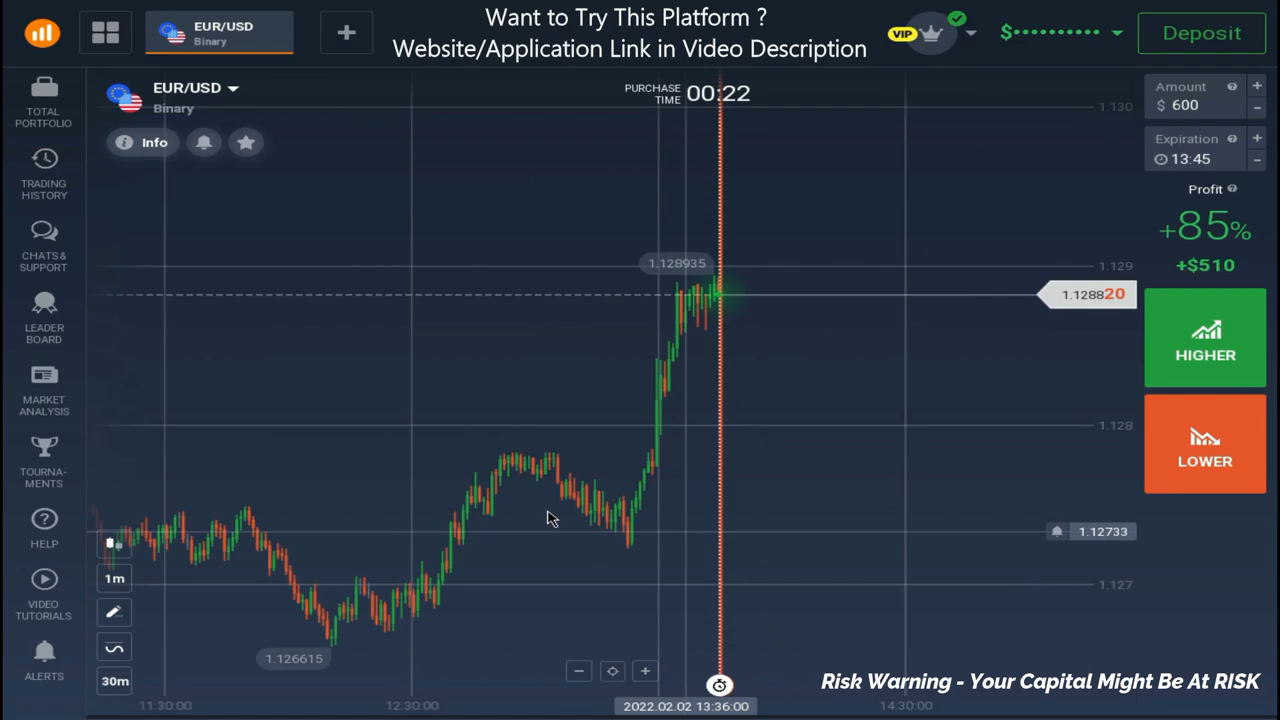 Want to Try This Platform ?
Website/Application Link in Video Description
EUR/USD
Binary
VIP
$••••••••••
Deposit
TOTAL
PORTFOLIO
TRADING
HISTORY
CHATS &
SUPPORT
LEADER
BOARD
MARKET
ANALYSIS
TOURNA-
MENTS
HELP
VIDEO
TUTORIALS
ALERTS
EUR/USD
Binary
Info
PURCHASE
TIME
00:22
1.130
1.128935
1.129
1.128820
1.128
1.12733
1.127
1.126615
1m
30m
11:30:00
12:30:00
2022.02.02 13:36:00
14:30:00
Amount
$ 600
Expiration
13:45
Profit
+85%
+$510
HIGHER
LOWER
Risk Warning - Your Capital Might Be At RISK